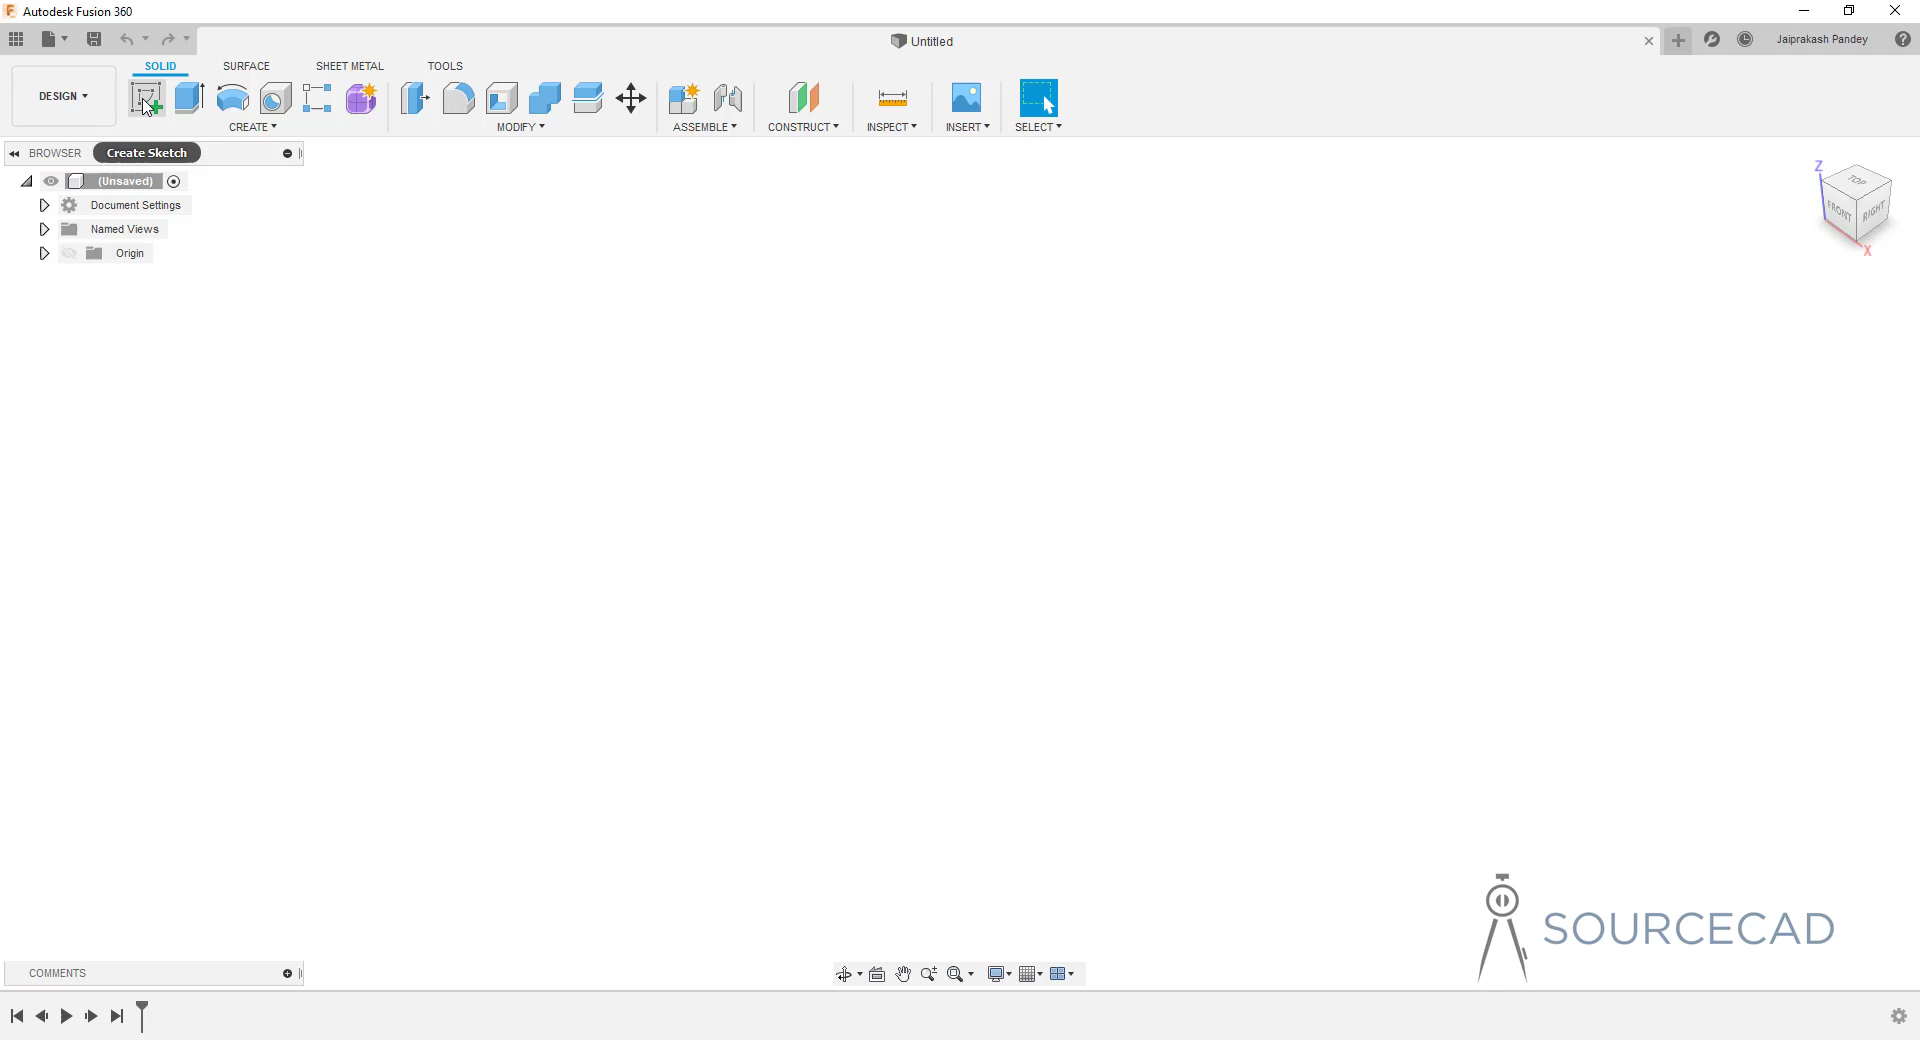 Autodesk Fusion 360
Untitled
Jaiprakash Pandey
SOLID SURFACE SHEET METAL TOOLS
DESIGN
CREATE MODIFY ASSEMBLE CONSTRUCT INSPECT INSERT SELECT
BROWSER Create Sketch
(Unsaved)
Document Settings
Named Views
Origin
Z
TOP
FRONT RIGHT
X
SOURCECAD
COMMENTS